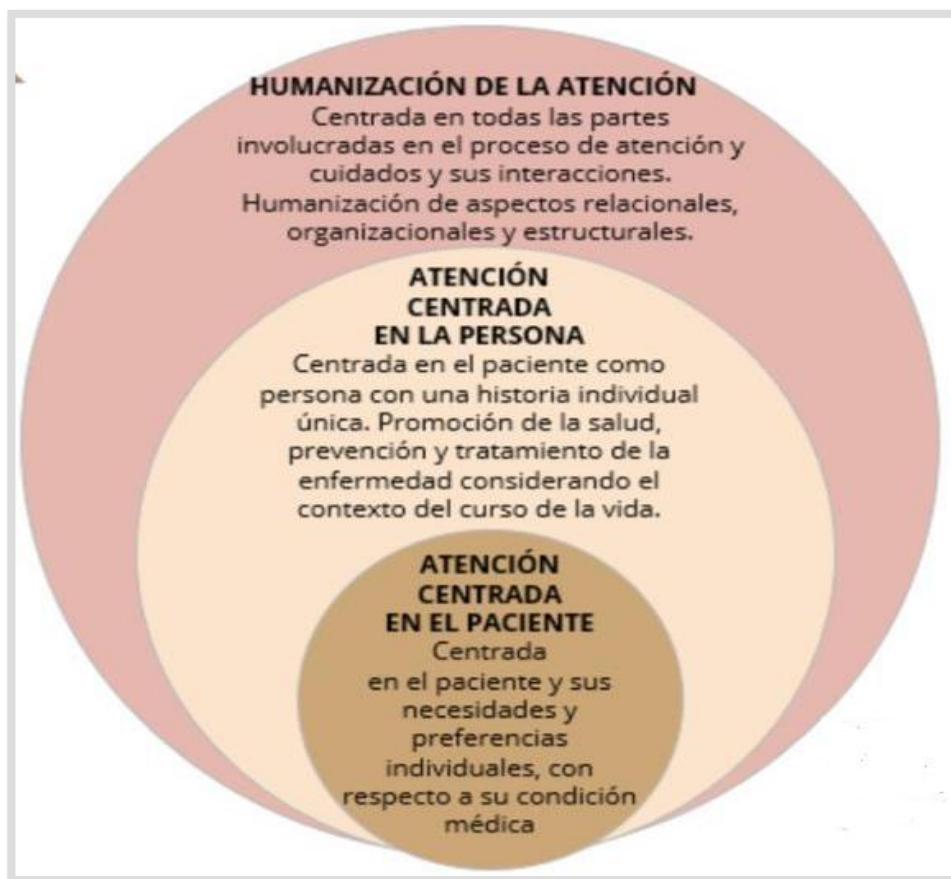 HUMANIZACIÓN DE LA ATENCIÓN
Centrada en todas las partes
involucradas en el proceso de atención y
cuidados y sus interacciones.
Humanización de aspectos relacionales,
organizacionales y estructurales.
ATENCIÓN
CENTRADA
EN LA PERSONA
Centrada en el paciente como
persona con una historia individual
única. Promoción de la salud,
prevención y tratamiento de la
enfermedad considerando el
contexto del curso de la vida.
ATENCIÓN
CENTRADA
EN EL PACIENTE
Centrada
en el paciente y sus
necesidades y
preferencias
individuales, con
respecto a su condición
médica